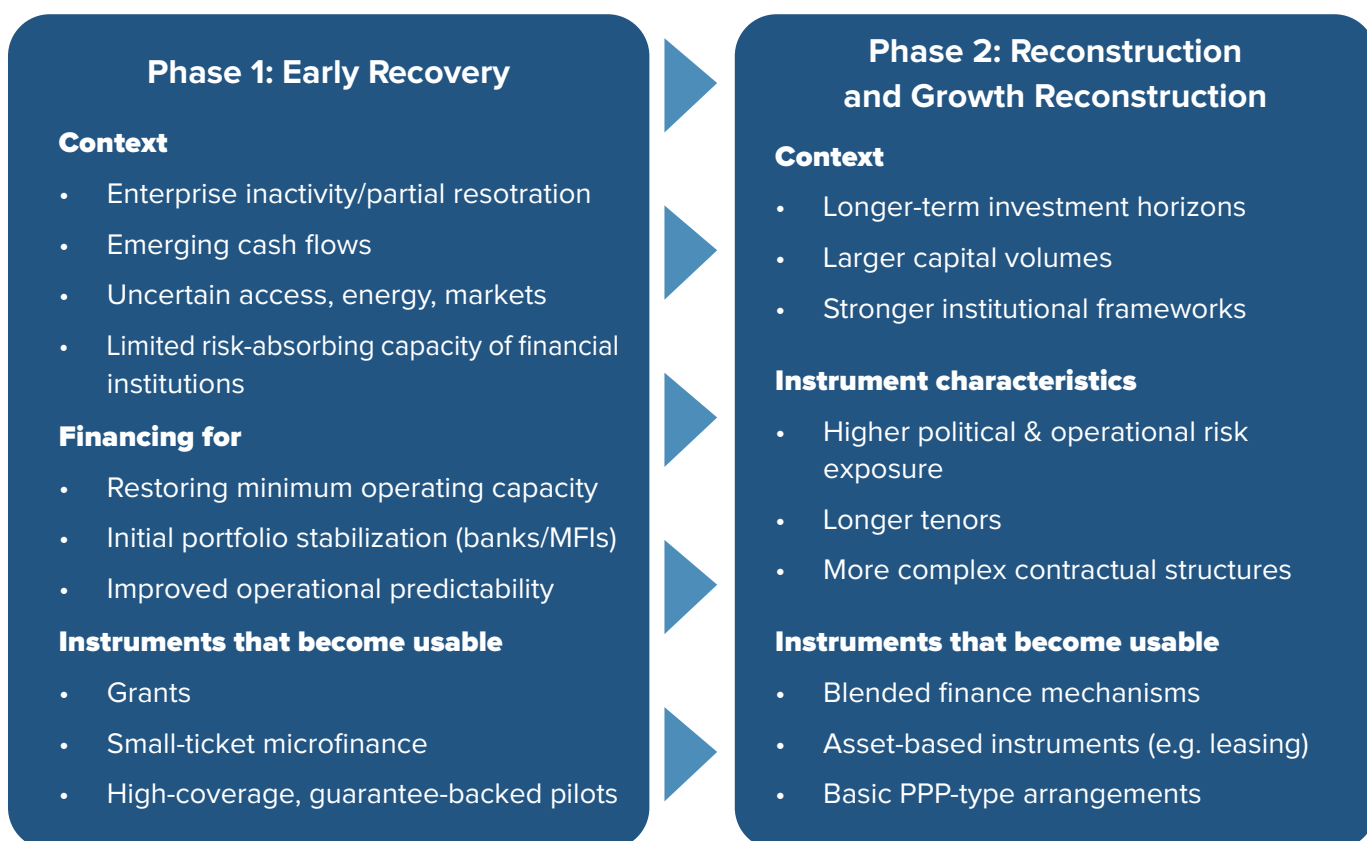 Phase 1: Early Recovery
Context
• Enterprise inactivity/partial resotration
• Emerging cash flows
• Uncertain access, energy, markets
• Limited risk-absorbing capacity of financial
institutions
Financing for
• Restoring minimum operating capacity
• Initial portfolio stabilization (banks/MFIs)
• Improved operational predictability
Instruments that become usable
• Grants
• Small-ticket microfinance
• High-coverage, guarantee-backed pilots
Phase 2: Reconstruction
and Growth Reconstruction
Context
• Longer-term investment horizons
• Larger capital volumes
• Stronger institutional frameworks
Instrument characteristics
• Higher political & operational risk
exposure
• Longer tenors
• More complex contractual structures
Instruments that become usable
• Blended finance mechanisms
• Asset-based instruments (e.g. leasing)
• Basic PPP-type arrangements